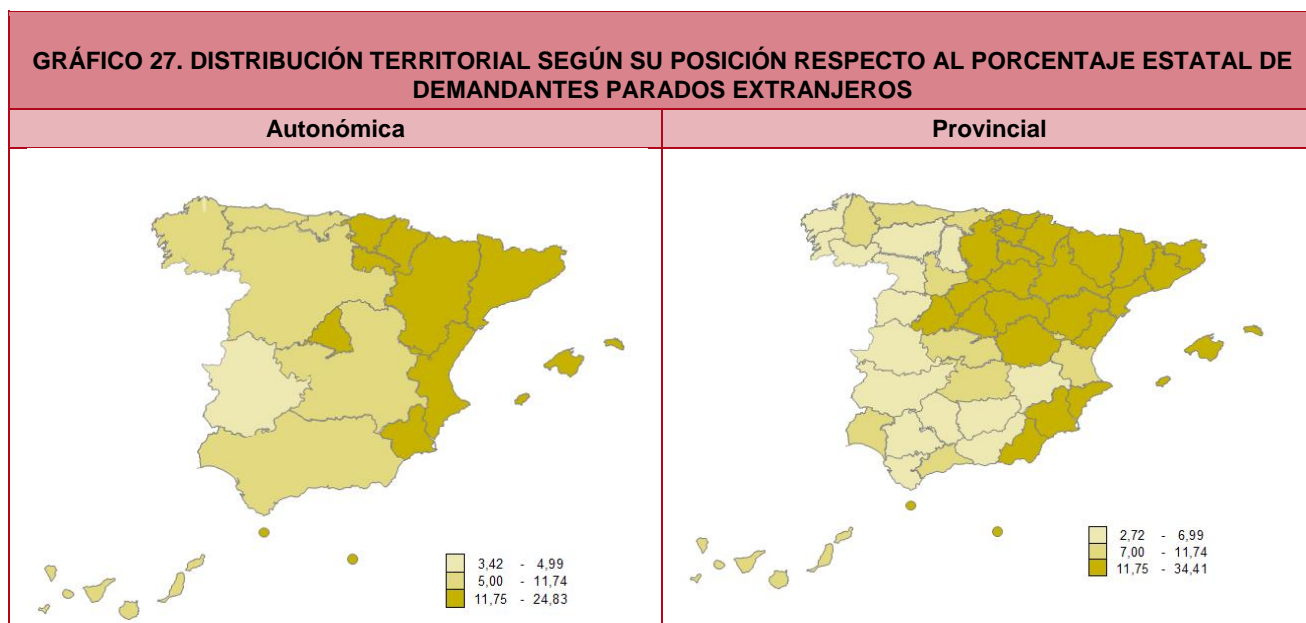 GRÁFICO 27. DISTRIBUCIÓN TERRITORIAL SEGÚN SU POSICIÓN RESPECTO AL PORCENTAJE ESTATAL DE
DEMANDANTES PARADOS EXTRANJEROS
Autonómica
Provincial
3,42 - 4,99
5,00 - 11,74
11,75 - 24,83
2,72 - 6,99
7,00 - 11,74
11,75 - 34,41